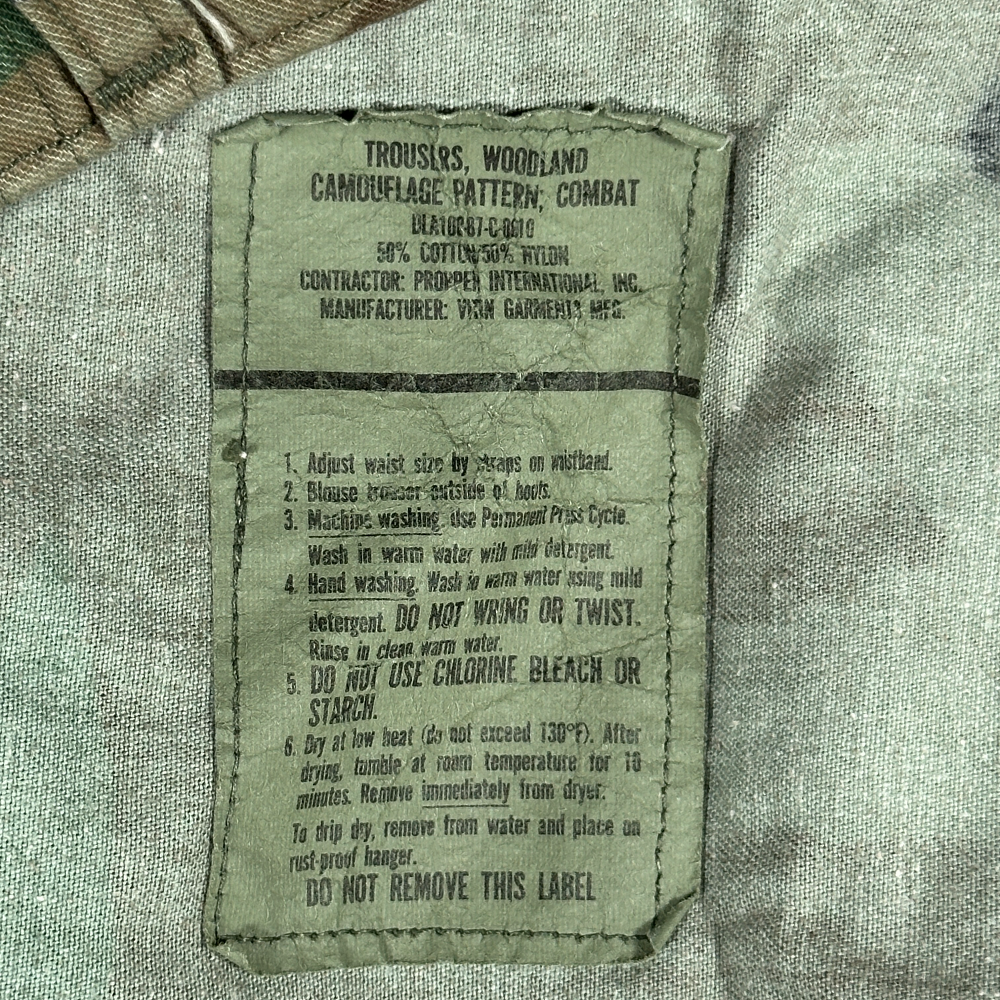 TROUSERS, WOODLAND
CAMOUFLAGE PATTERN, COMBAT
50% COTTON/50% NYLON
CONTRACTOR: PROPPER INTERNATIONAL, INC.
MANUFACTURER: GARMENTS MFG.
1. Adjust waist size by straps on waistband.
2. Blouse trouser outside of boots.
3. Machine washing. Use Permanent Press Cycle.
Wash in warm water with mild detergent.
4. Hand washing. Wash in warm water using mild
detergent. DO NOT WRING OR TWIST.
Rinse in clean, warm water.
5. DO NOT USE CHLORINE BLEACH OR
STARCH.
6. Dry at low heat (do not exceed 130°F). After
drying, tumble at room temperature for 10
minutes. Remove immediately from dryer.
To drip dry, remove from water and place on
rust-proof hanger.
DO NOT REMOVE THIS LABEL